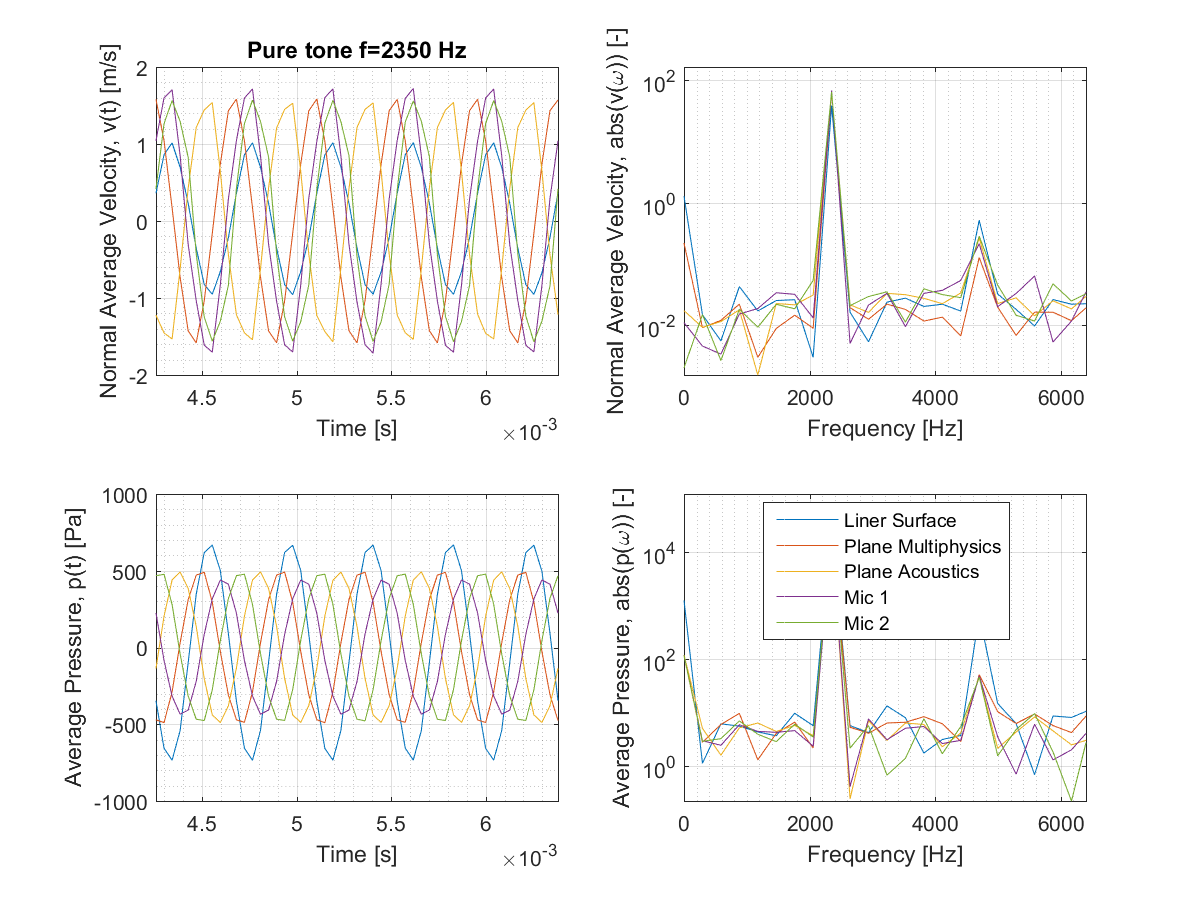 Pure tone f=2350 Hz
Normal Average Velocity, v(t) [m/s]
2
1
0
-1
-2
4.5
5
5.5
6
Time [s]
×10-3
Normal Average Velocity, abs(v(ω)) [-]
10²
10⁰
10⁻²
0
2000
4000
6000
Frequency [Hz]
Average Pressure, p(t) [Pa]
1000
500
0
-500
-1000
4.5
5
5.5
6
Time [s]
×10-3
Average Pressure, abs(p(ω)) [-]
10⁴
10²
10⁰
Liner Surface
Plane Multiphysics
Plane Acoustics
Mic 1
Mic 2
0
2000
4000
6000
Frequency [Hz]